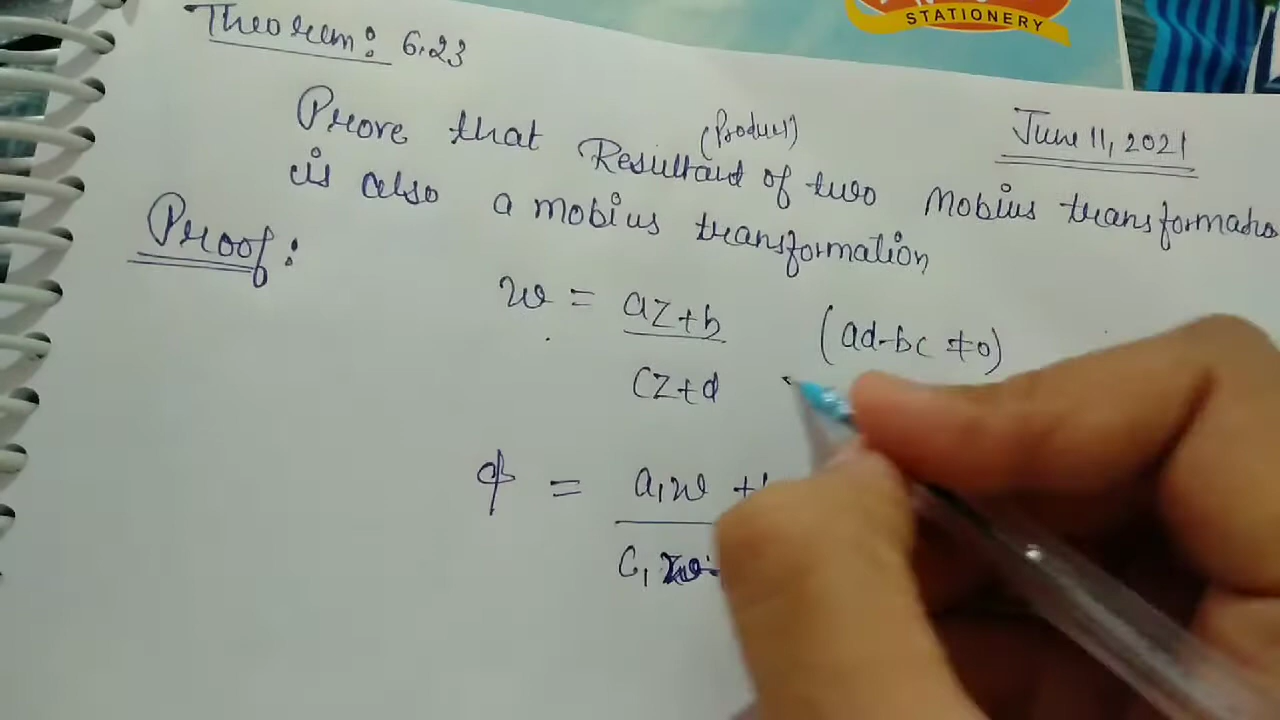 STATIONERY
Theorem: 6.23
June 11, 2021
Prove that Resultant (Product) of two Mobius transformatio
is also a mobius transformation
Proof:
w = az+b (ad-bc ≠0)
cz+d
φ = a₁w +
c₁w